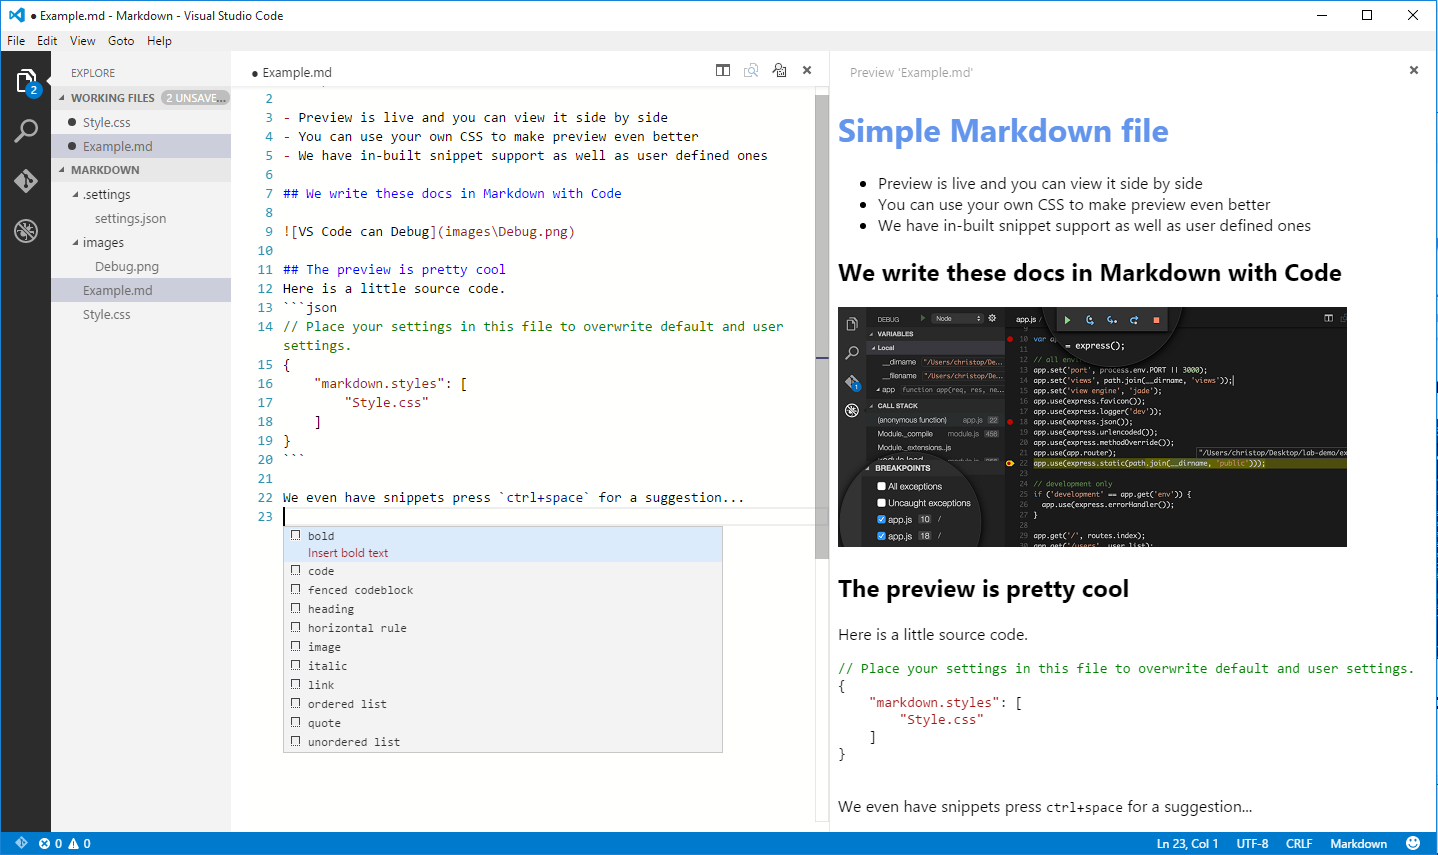 ● Example.md - Markdown - Visual Studio Code
File Edit View Goto Help
EXPLORE
WORKING FILES 2 UNSAVE...
Style.css
Example.md
MARKDOWN
.settings
settings.json
images
Debug.png
Example.md
Style.css
2
● Example.md
2
3 - Preview is live and you can view it side by side
4 - You can use your own CSS to make preview even better
5 - We have in-built snippet support as well as user defined ones
6
7 ## We write these docs in Markdown with Code
8
9 ![VS Code can Debug](images\Debug.png)
10
11 ## The preview is pretty cool
12 Here is a little source code.
13 ```json
14 // Place your settings in this file to overwrite default and user
settings.
15 {
16 "markdown.styles": [
17 "Style.css"
18 ]
19 }
20 ```
21
22 We even have snippets press `ctrl+space` for a suggestion...
23
bold
Insert bold text
code
fenced codeblock
heading
horizontal rule
image
italic
link
ordered list
quote
unordered list
Preview 'Example.md'
Simple Markdown file
• Preview is live and you can view it side by side
• You can use your own CSS to make preview even better
• We have in-built snippet support as well as user defined ones
We write these docs in Markdown with Code
DEBUG Node
VARIABLES
Local
__dirname "/Users/christop/De...
__filename "/Users/christop/De...
app function app(req, res, ne...
CALL STACK
(anonymous function) app.js 22
Module._compile module.js 456
Module._extensions..js
BREAKPOINTS
All exceptions
Uncaught exceptions
app.js 10 /
app.js 18 /
1
app.js /
= express();
10 var
11
12 // all
13 app.set('port', process.env.PORT || 3000);
14 app.set('views', path.join(__dirname, 'views'));
15 app.set('view engine', 'jade');
16 app.use(express.favicon());
17 app.use(express.logger('dev'));
18 app.use(express.json());
19 app.use(express.urlencoded());
20 app.use(express.methodOverride());
21 app.use(app.router); "/Users/christop/Desktop/lab-demo/ex
22 app.use(express.static(path.join(__dirname, 'public')));
23
24 // development only
25 if ('development' == app.get('env')) {
26 app.use(express.errorHandler());
27 }
28
29 app.get('/', routes.index);
30 app.get('/users', user.list);
The preview is pretty cool
Here is a little source code.
// Place your settings in this file to overwrite default and user settings.
{
"markdown.styles": [
"Style.css"
]
}
We even have snippets press ctrl+space for a suggestion...
0 0
Ln 23, Col 1 UTF-8 CRLF Markdown